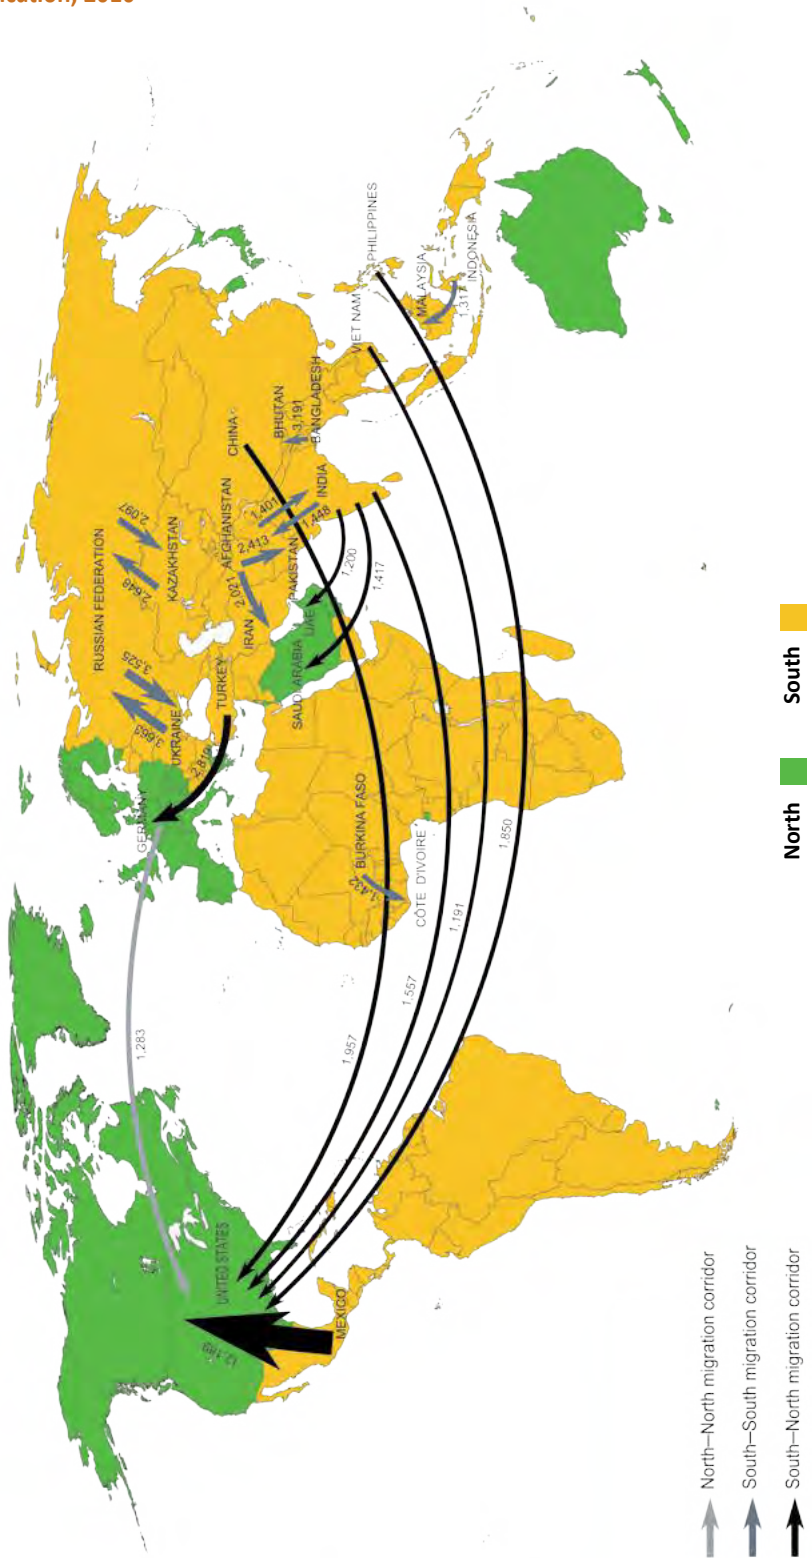 RUSSIAN FEDERATION
3,663
3,525
2,648
2,097
UKRAINE
KAZAKHSTAN
GERMANY
2,819
TURKEY
1,283
UNITED STATES
12,189
MEXICO
IRAN
2,021
AFGHANISTAN
2,413
PAKISTAN
1,401
1,448
INDIA
CHINA
BHUTAN
3,191
BANGLADESH
SAUDI ARABIA
UAE
1,200
1,417
VIET NAM
PHILIPPINES
MALAYSIA
1,317
INDONESIA
BURKINA FASO
1,432
CÔTE D'IVOIRE
1,957
1,557
1,191
1,850
North–North migration corridor
South–South migration corridor
South–North migration corridor
North
South